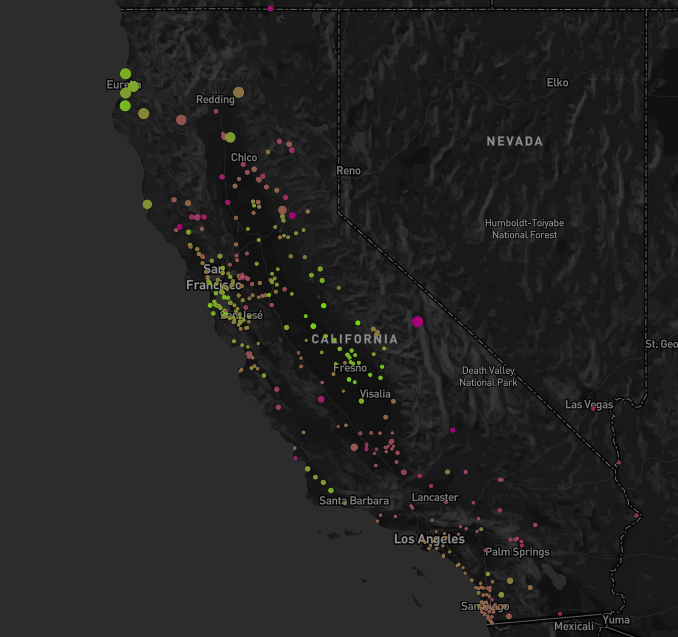 Eureka
Redding
Elko
NEVADA
Chico
Reno
Humboldt-Toiyabe
National Forest
San
Francisco
San José
CALIFORNIA
St. Geo
Fresno
Death Valley
National Park
Visalia
Las Vegas
Santa Barbara
Lancaster
Los Angeles
Palm Springs
San Diego
Mexicali
Yuma